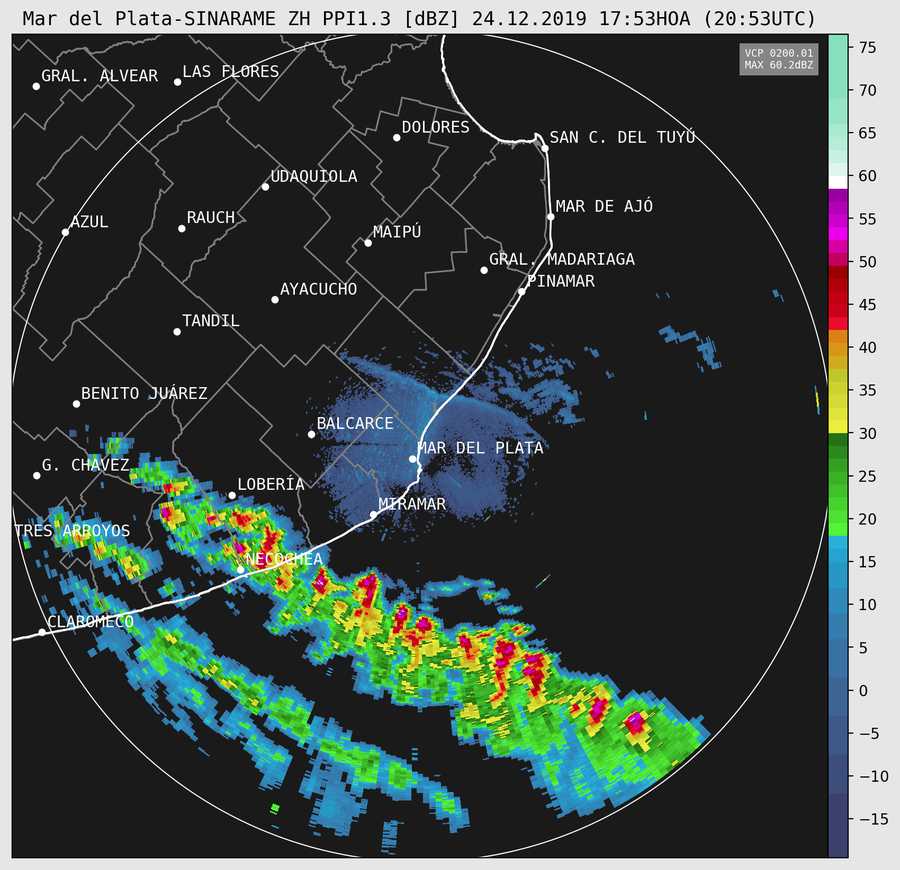 Mar del Plata-SINARAME ZH PPI1.3 [dBZ] 24.12.2019 17:53HOA (20:53UTC)
VCP 0200.01
MAX 60.2dBZ
GRAL. ALVEAR
LAS FLORES
DOLORES
SAN C. DEL TUYÚ
UDAQUIOLA
MAR DE AJÓ
AZUL
RAUCH
MAIPÚ
GRAL. MADARIAGA
PINAMAR
AYACUCHO
TANDIL
BENITO JUÁREZ
BALCARCE
MAR DEL PLATA
G. CHAVEZ
LOBERÍA
MIRAMAR
TRES ARROYOS
NECOCHEA
CLAROMECO
75
70
65
60
55
50
45
40
35
30
25
20
15
10
5
0
−5
−10
−15